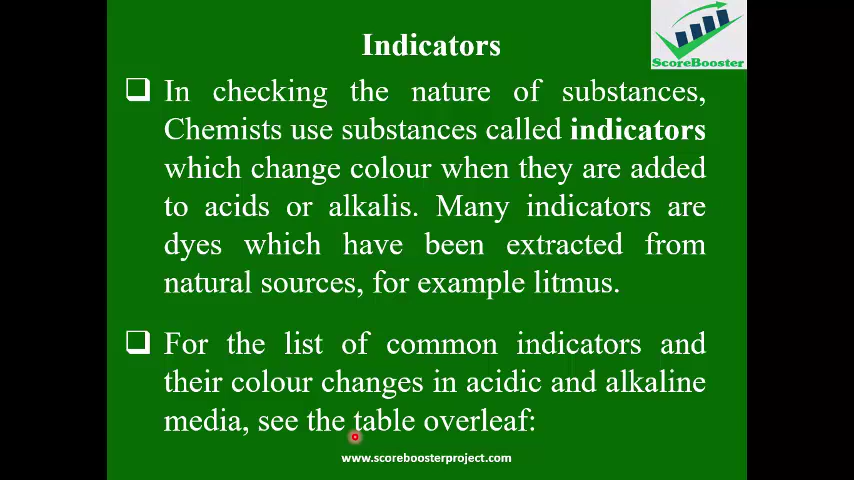 ScoreBooster
Indicators
❑ In checking the nature of substances,
Chemists use substances called indicators
which change colour when they are added
to acids or alkalis. Many indicators are
dyes which have been extracted from
natural sources, for example litmus.
❑ For the list of common indicators and
their colour changes in acidic and alkaline
media, see the table overleaf:
www.scoreboosterproject.com